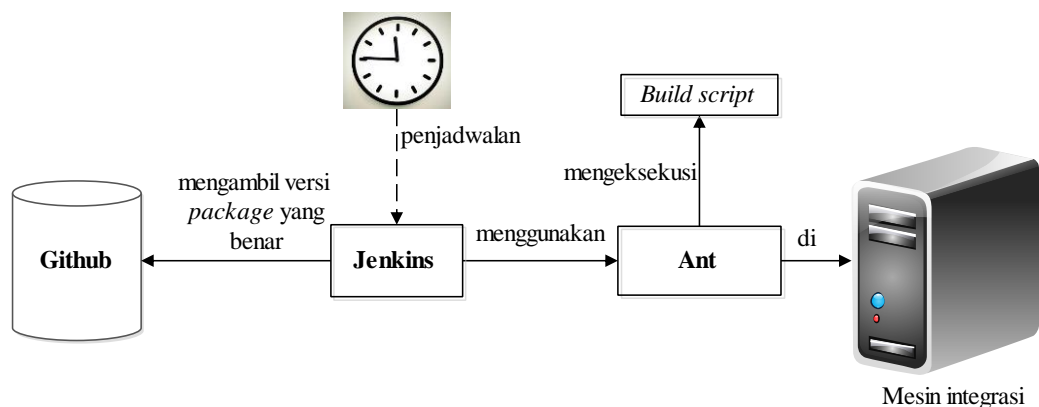 Build script
penjadwalan
mengeksekusi
mengambil versi
package yang
benar
menggunakan
di
Github
Jenkins
Ant
Mesin integrasi